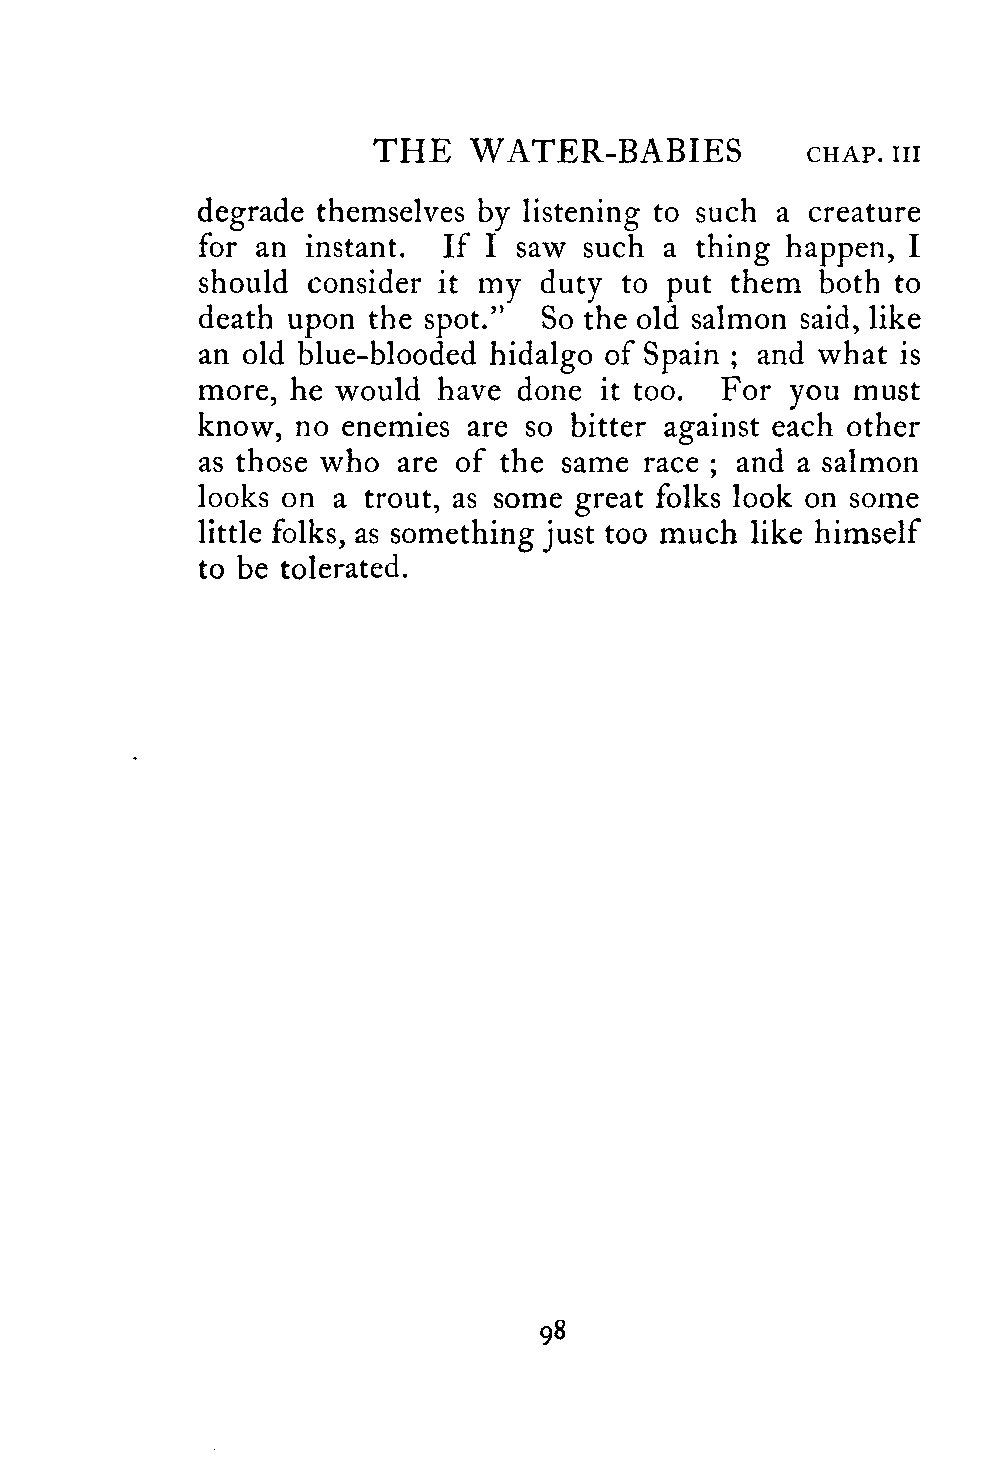 THE WATER-BABIES CHAP. III
degrade themselves by listening to such a creature
for an instant. If I saw such a thing happen, I
should consider it my duty to put them both to
death upon the spot." So the old salmon said, like
an old blue-blooded hidalgo of Spain ; and what is
more, he would have done it too. For you must
know, no enemies are so bitter against each other
as those who are of the same race ; and a salmon
looks on a trout, as some great folks look on some
little folks, as something just too much like himself
to be tolerated.
98